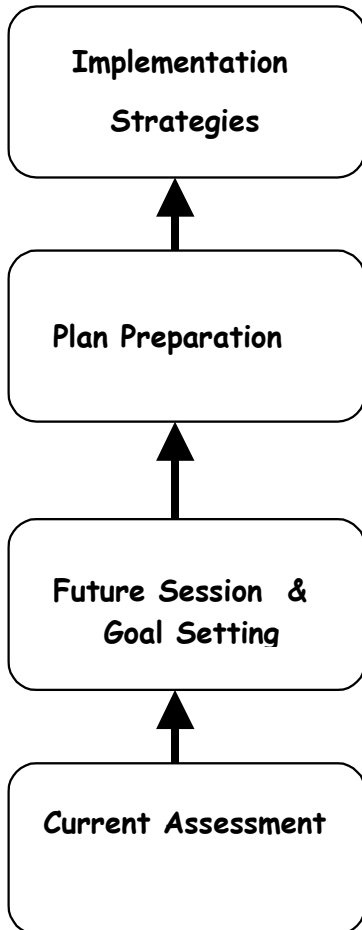 Implementation
Strategies
Plan Preparation
Future Session &
Goal Setting
Current Assessment